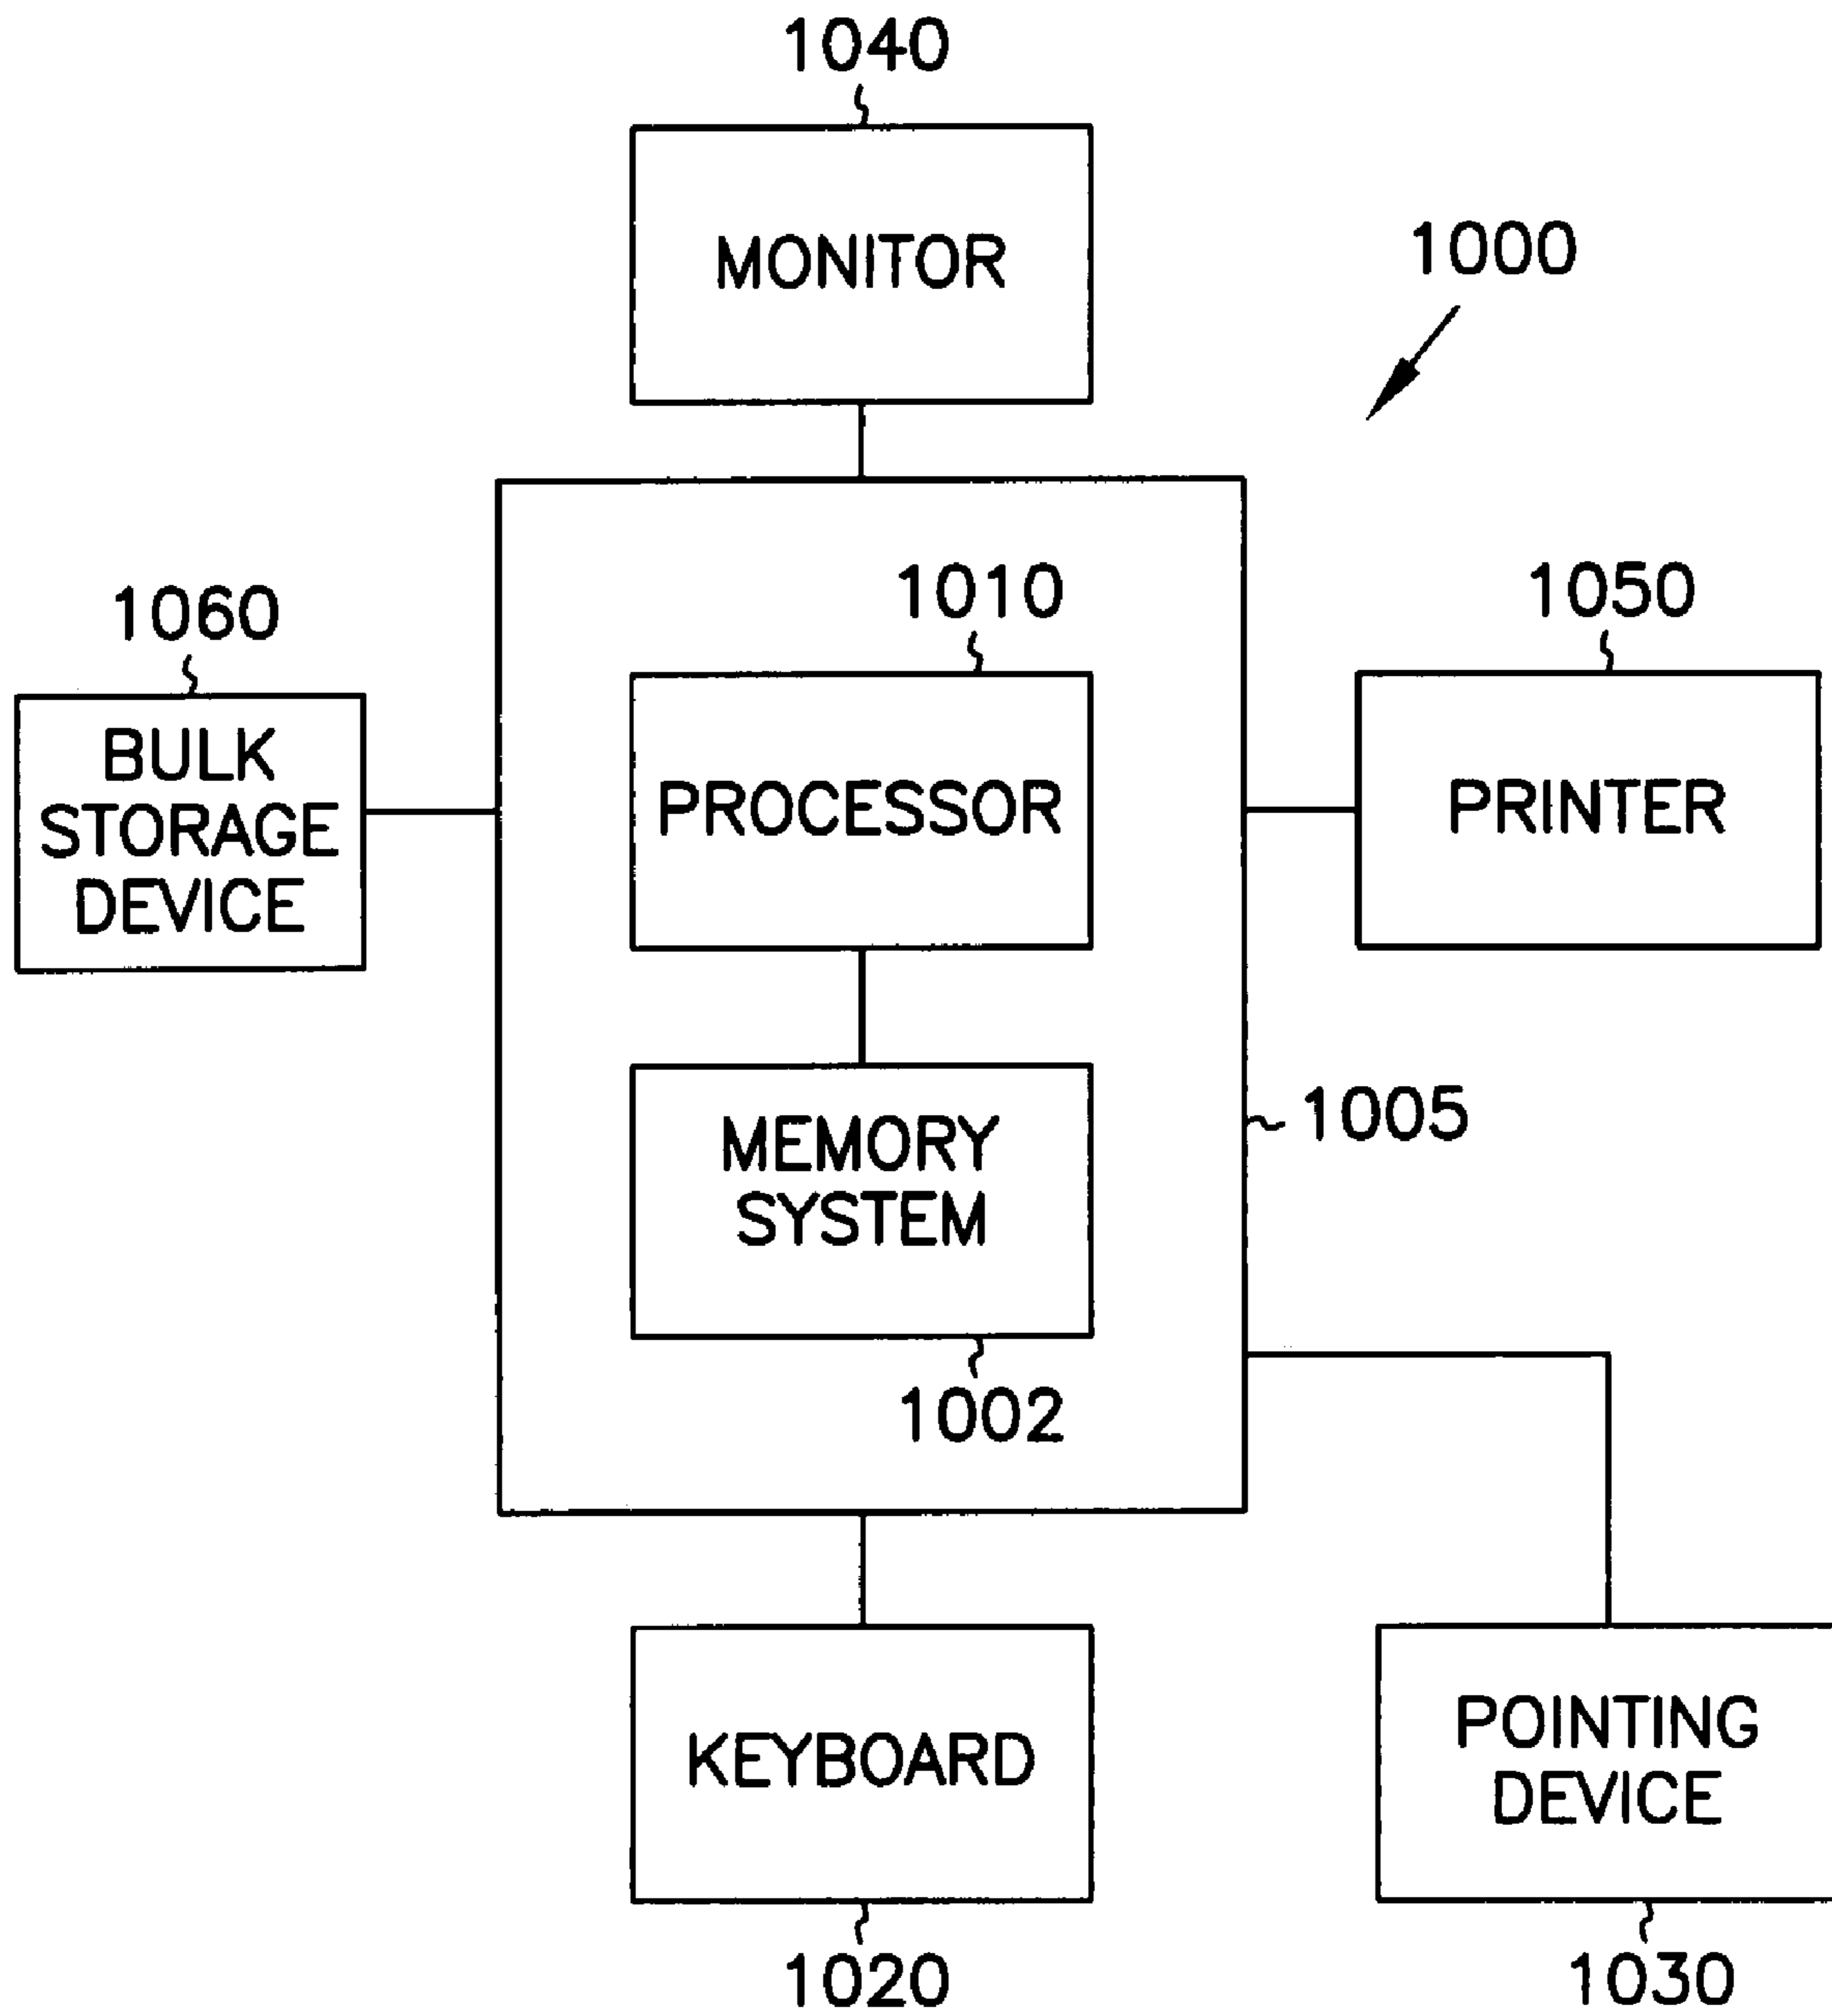 1040
MONITOR
1000
1060
1010
1050
BULK
STORAGE
DEVICE
PROCESSOR
PRINTER
MEMORY
SYSTEM
1005
1002
KEYBOARD
POINTING
DEVICE
1020
1030